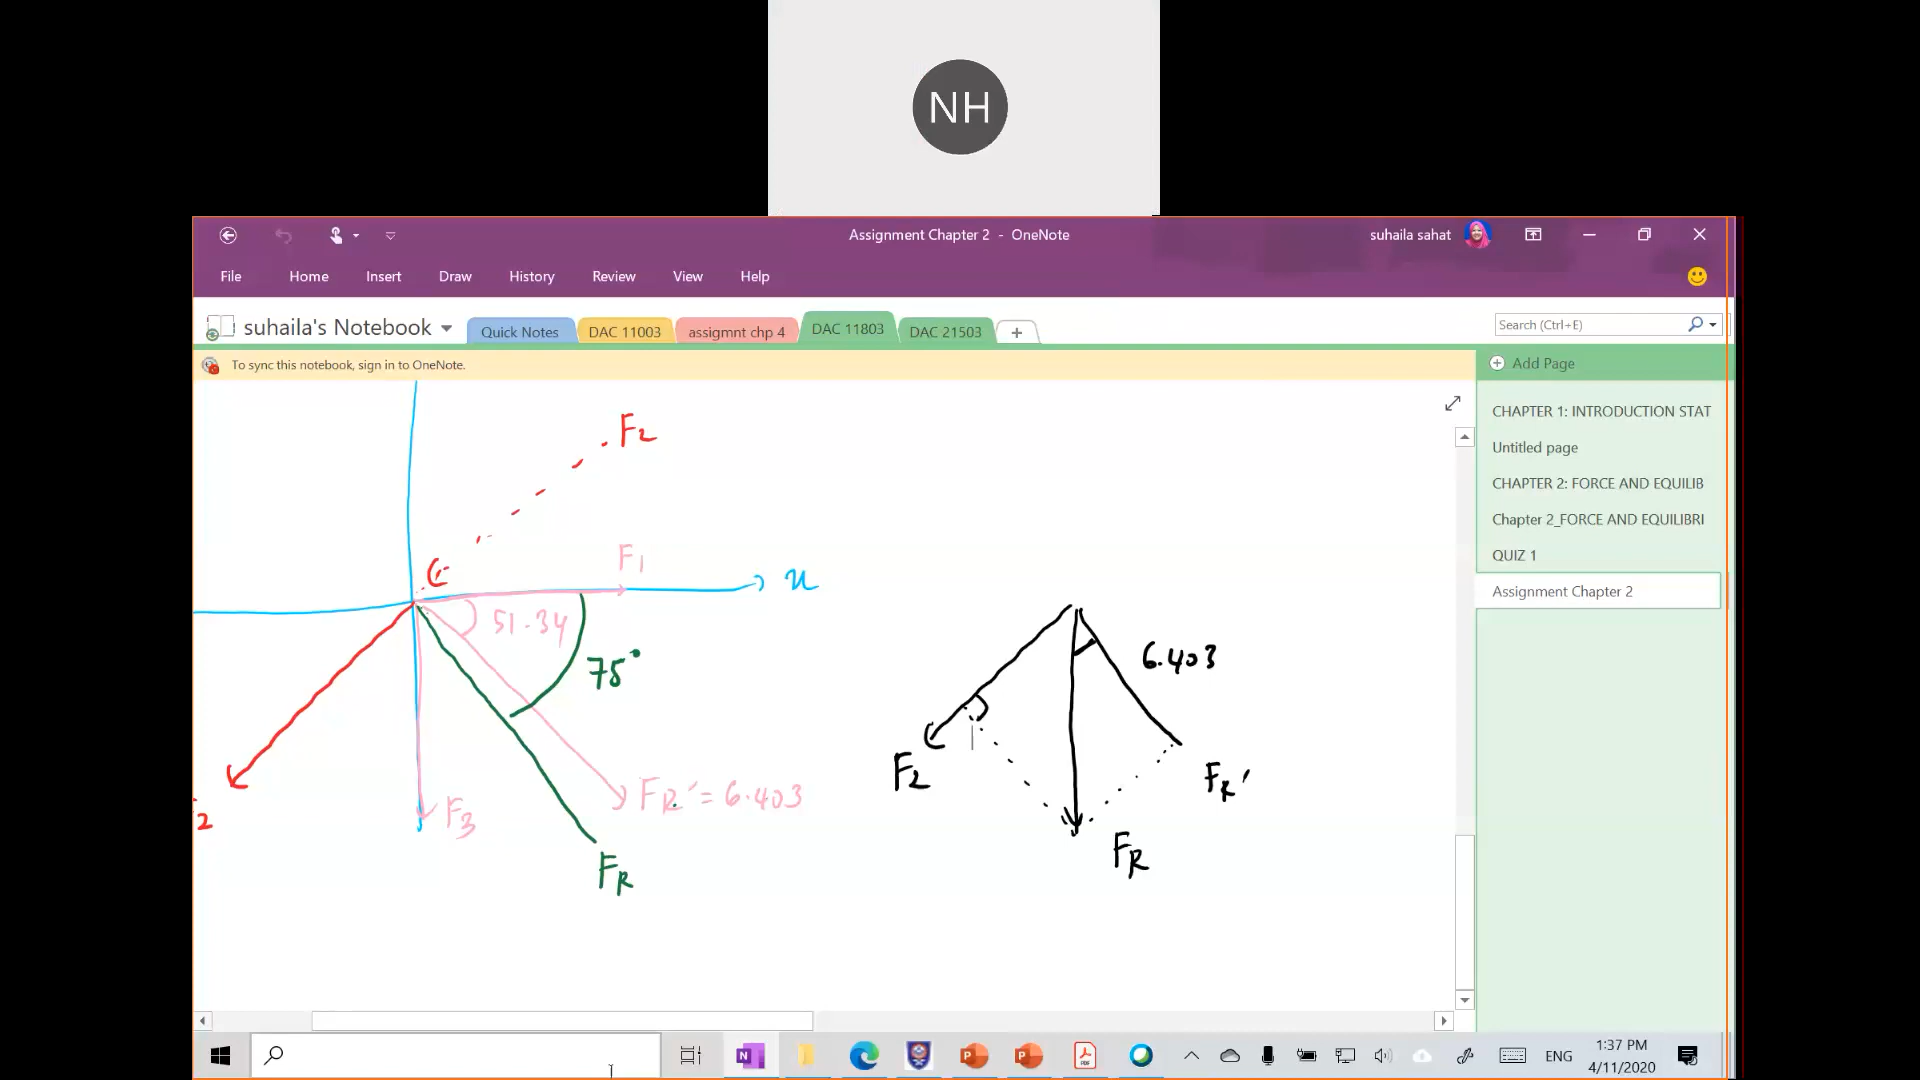 NH
Assignment Chapter 2 - OneNote
suhaila sahat
File Home Insert Draw History Review View Help
suhaila's Notebook
Quick Notes
DAC 11003
assigmnt chp 4
DAC 11803
DAC 21503
Search (Ctrl+E)
To sync this notebook, sign in to OneNote.
Add Page
CHAPTER 1: INTRODUCTION STAT
Untitled page
CHAPTER 2: FORCE AND EQUILIB
Chapter 2_FORCE AND EQUILIBRI
QUIZ 1
Assignment Chapter 2
F2
F1
x
51.34
75°
6.403
F2
FR'
FR' = 6.403
F3
2
FR
FR
ENG
1:37 PM
4/11/2020